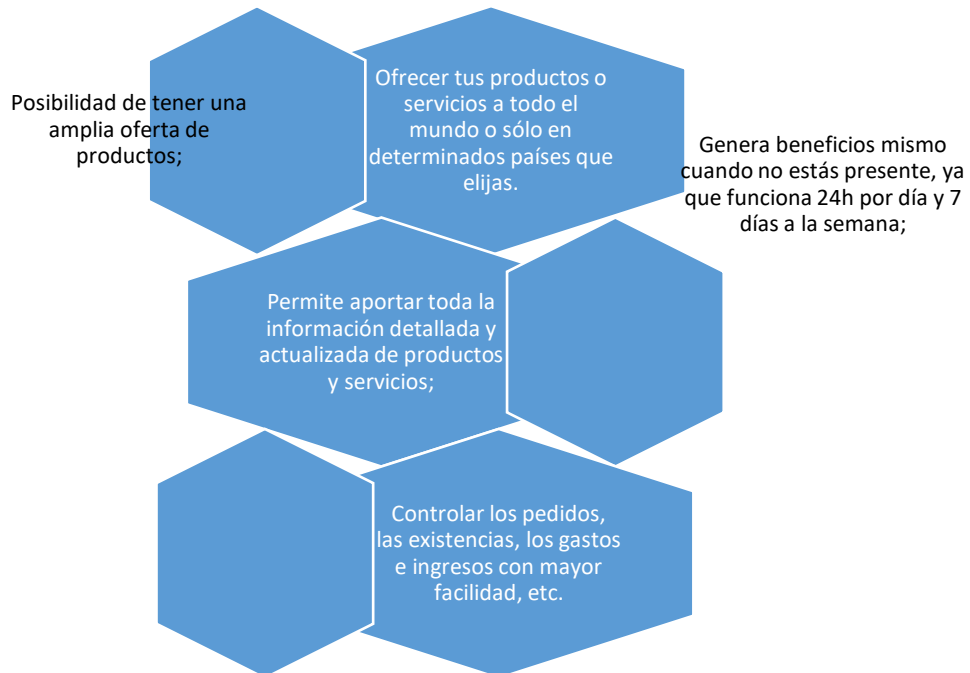 Posibilidad de tener una
amplia oferta de
productos;
Ofrecer tus productos o
servicios a todo el
mundo o sólo en
determinados países que
elijas.
Genera beneficios mismo
cuando no estás presente, ya
que funciona 24h por día y 7
días a la semana;
Permite aportar toda la
información detallada y
actualizada de productos
y servicios;
Controlar los pedidos,
las existencias, los gastos
e ingresos con mayor
facilidad, etc.